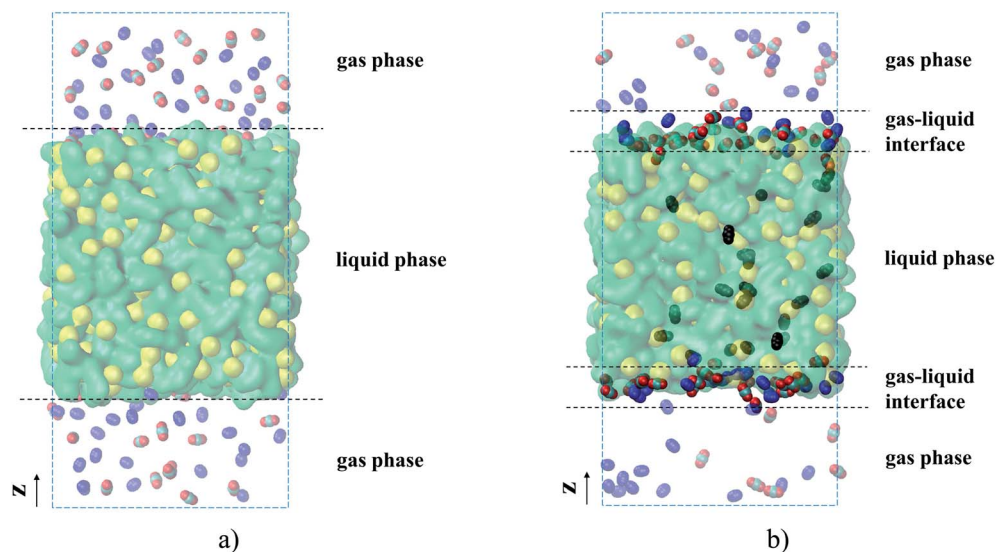 gas phase
liquid phase
gas phase
z
a)
gas phase
gas-liquid
interface
liquid phase
gas-liquid
interface
gas phase
z
b)